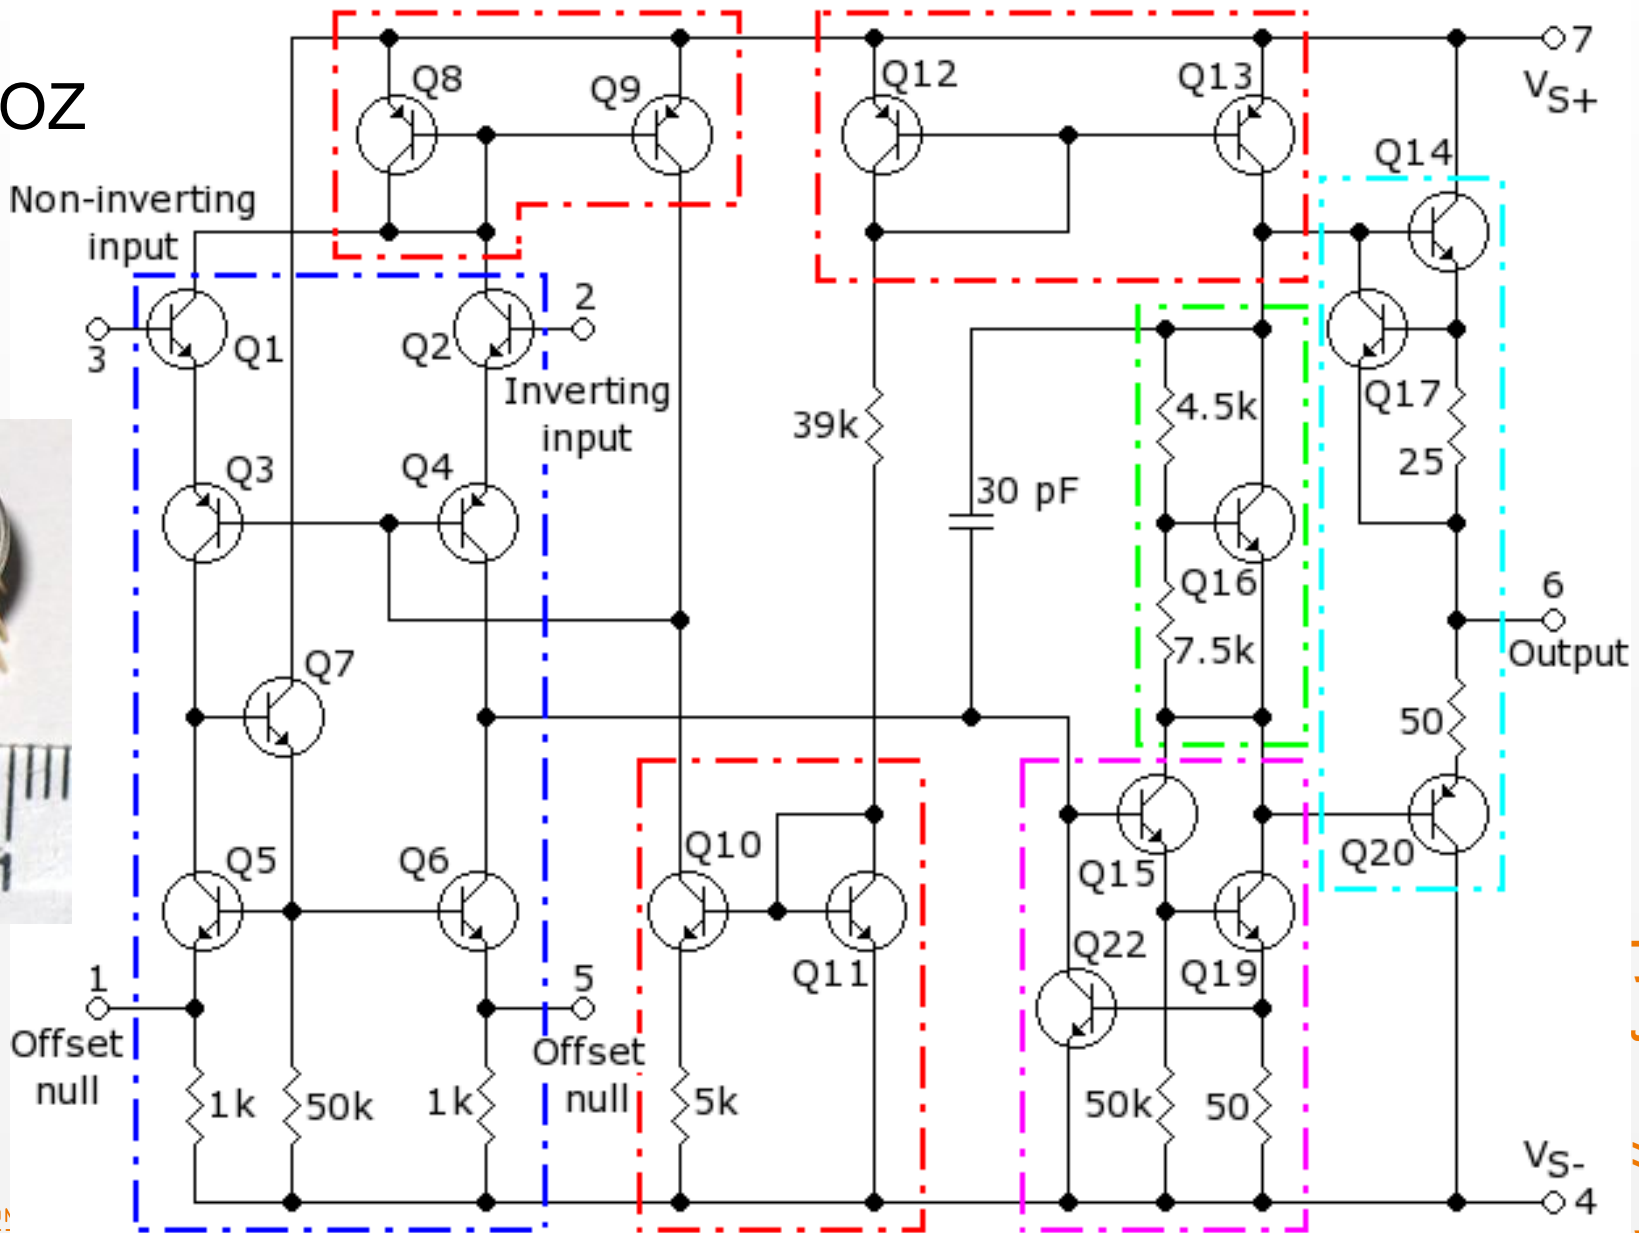 OZ
Q8
Q9
Q12
Q13
7
VS+
Q14
Non-inverting
input
3
Q1
Q2
2
Inverting
input
Q17
4.5k
39k
25
Q3
Q4
30 pF
Q16
6
Output
7.5k
Q7
50
Q5
Q6
Q10
Q15
Q20
Q11
Q22
Q19
1
Offset
null
5
Offset
null
1k
50k
1k
5k
50k
50
VS-
4